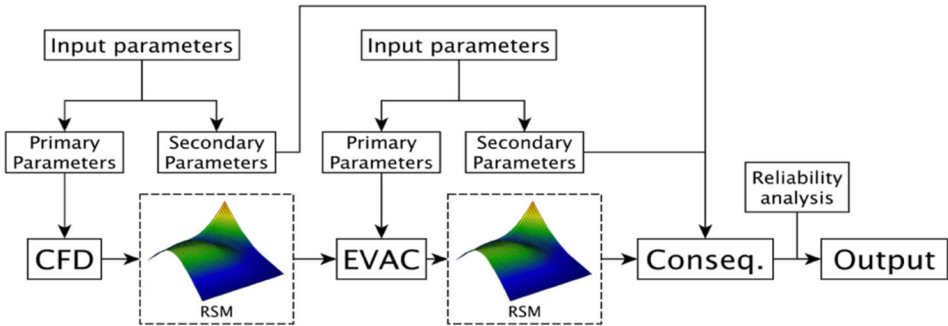 Input parameters
Input parameters
Primary
Parameters
Secondary
Parameters
Primary
Parameters
Secondary
Parameters
Reliability
analysis
CFD
RSM
EVAC
RSM
Conseq.
Output